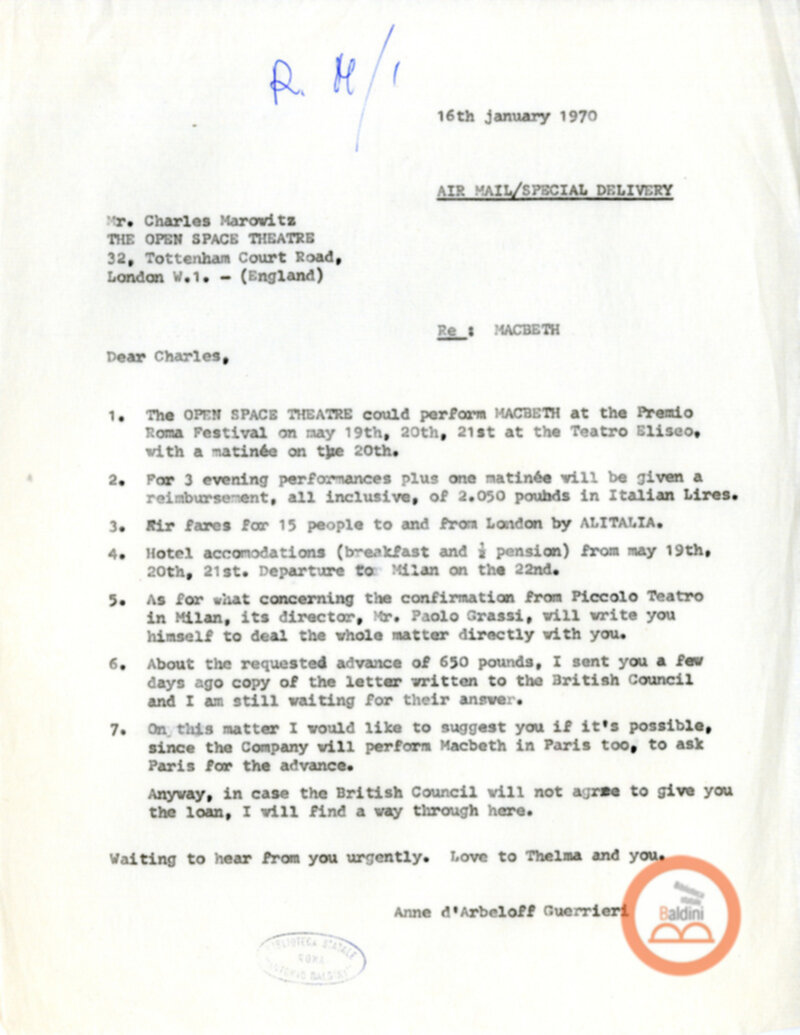 R. M/1
16th january 1970
AIR MAIL/SPECIAL DELIVERY
Mr. Charles Marowitz
THE OPEN SPACE THEATRE
32, Tottenham Court Road,
London W.1. - (England)
Re : MACBETH
Dear Charles,
1. The OPEN SPACE THEATRE could perform MACBETH at the Premio
Roma Festival on may 19th, 20th, 21st at the Teatro Eliseo,
with a matinée on the 20th.
2. For 3 evening performances plus one matinée will be given a
reimbursement, all inclusive, of 2.050 pouhds in Italian Lires.
3. Air fares for 15 people to and from London by ALITALIA.
4. Hotel accomodations (breakfast and ½ pension) from may 19th,
20th, 21st. Departure to Milan on the 22nd.
5. As for what concerning the confirmation from Piccolo Teatro
in Milan, its director, Mr. Paolo Grassi, will write you
himself to deal the whole matter directly with you.
6. About the requested advance of 650 pounds, I sent you a few
days ago copy of the letter written to the British Council
and I am still waiting for their answer.
7. On this matter I would like to suggest you if it's possible,
since the Company will perform Macbeth in Paris too, to ask
Paris for the advance.
Anyway, in case the British Council will not agree to give you
the loan, I will find a way through here.
Waiting to hear from you urgently. Love to Thelma and you.
Anne d'Arbeloff Guerrieri
Biblioteca
statale
Baldini
BIBLIOTECA STATALE
ROMA